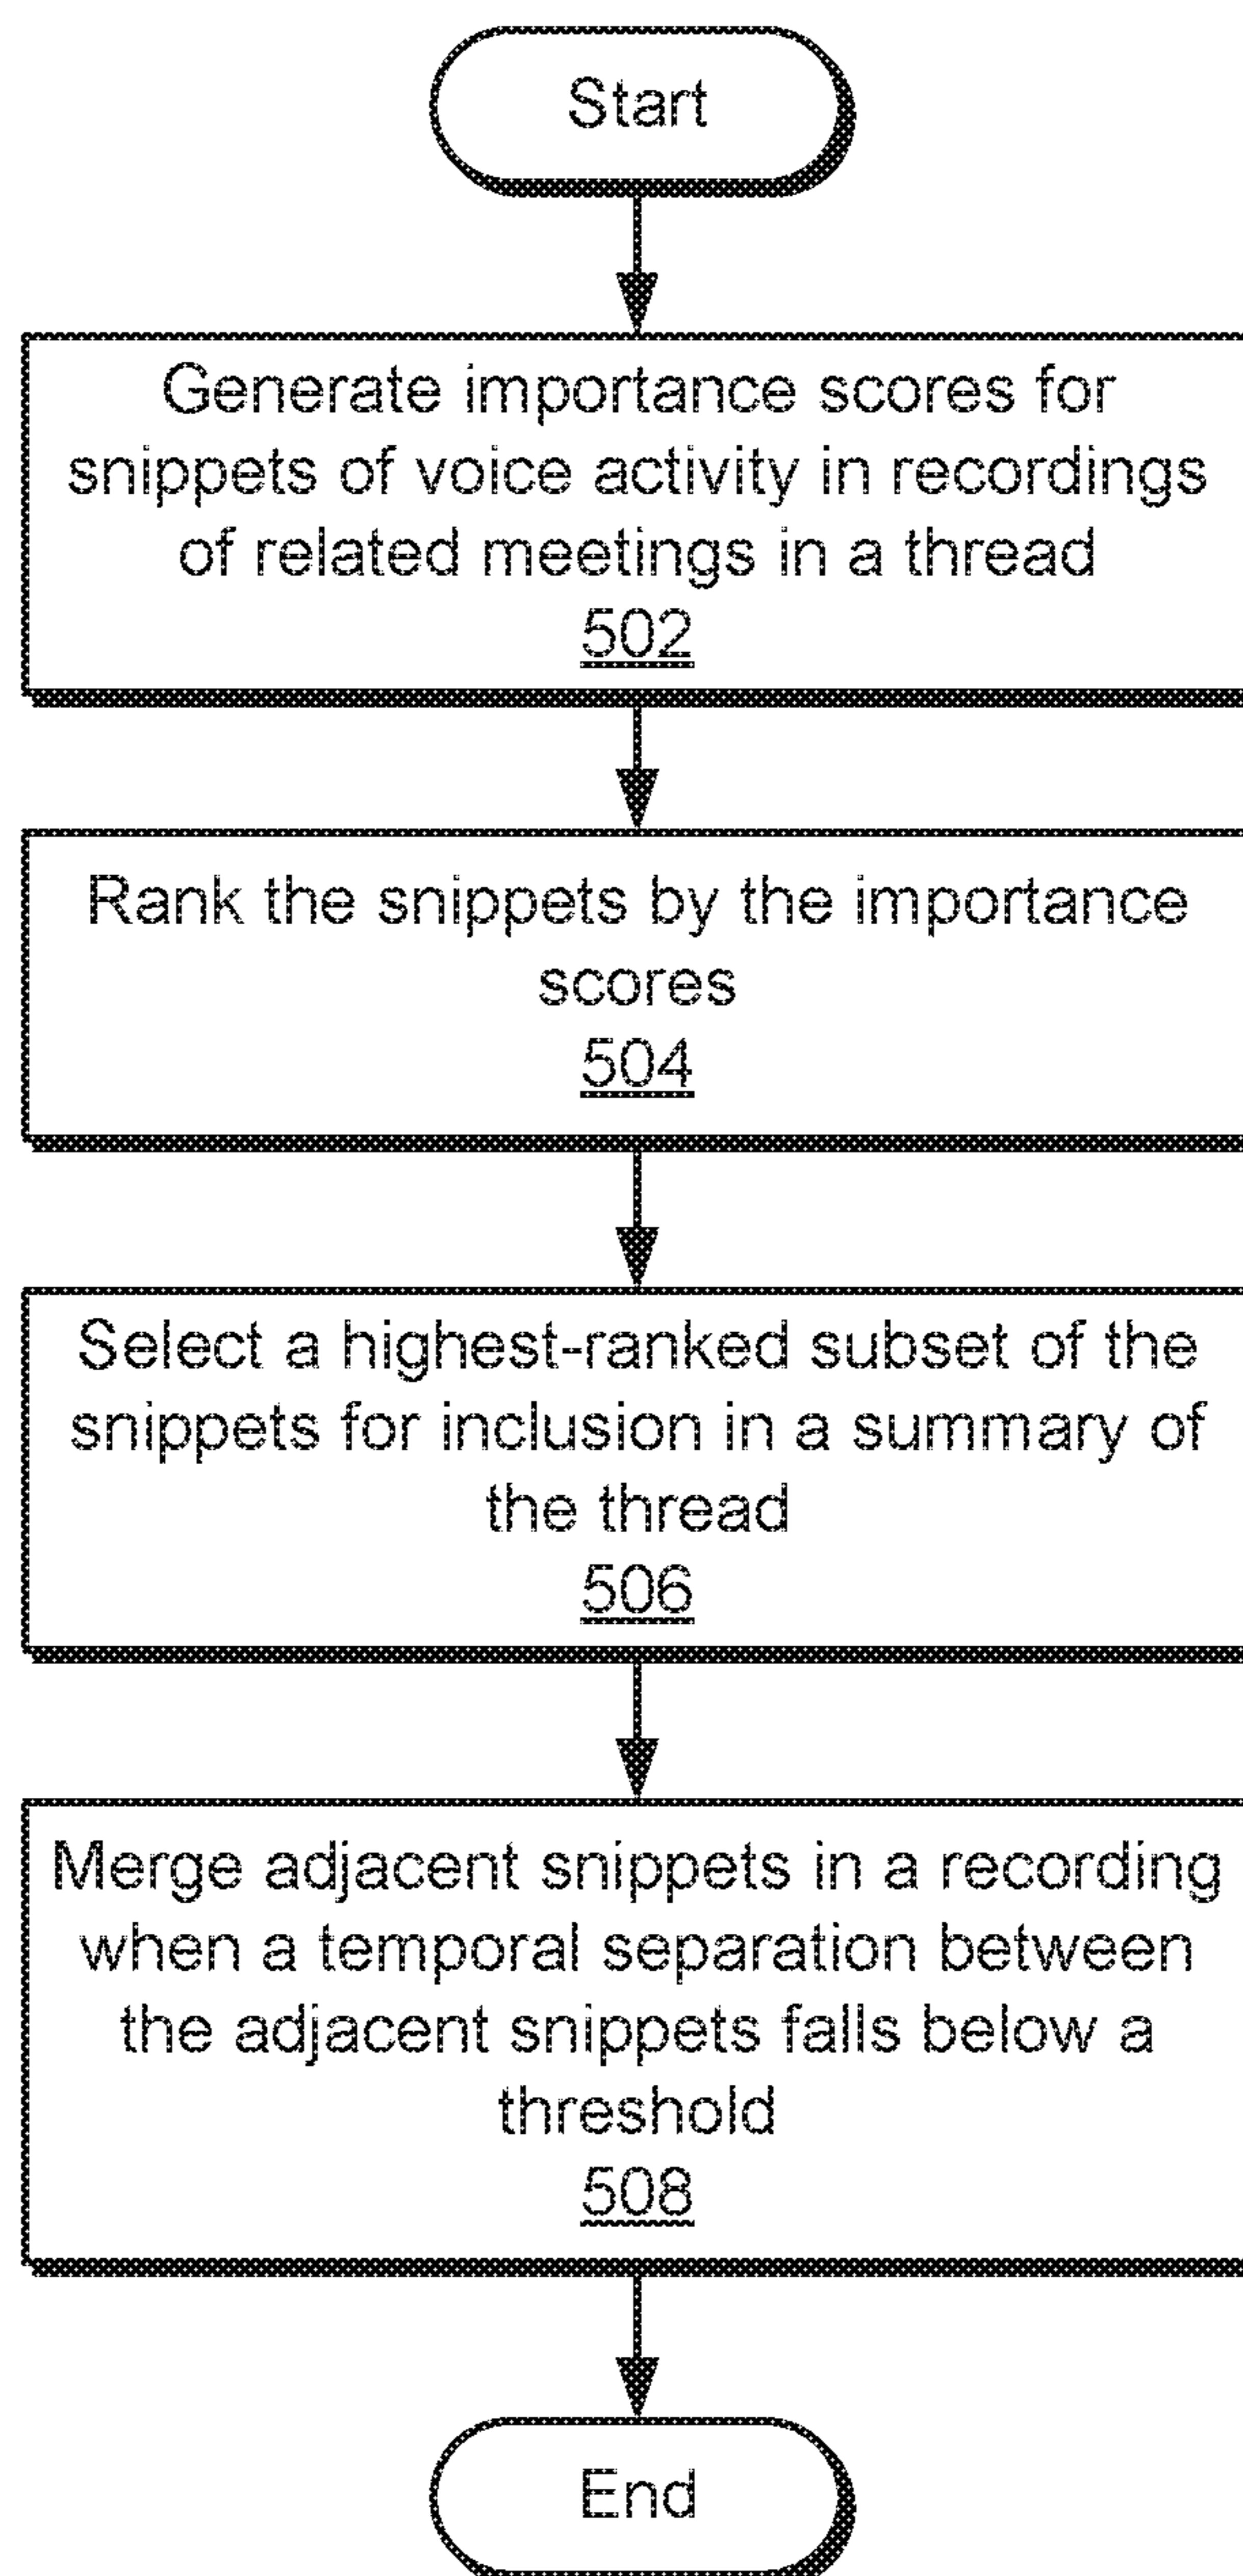 Start
Generate importance scores for
snippets of voice activity in recordings
of related meetings in a thread
502
Rank the snippets by the importance
scores
504
Select a highest-ranked subset of the
snippets for inclusion in a summary of
the thread
506
Merge adjacent snippets in a recording
when a temporal separation between
the adjacent snippets falls below a
threshold
508
End